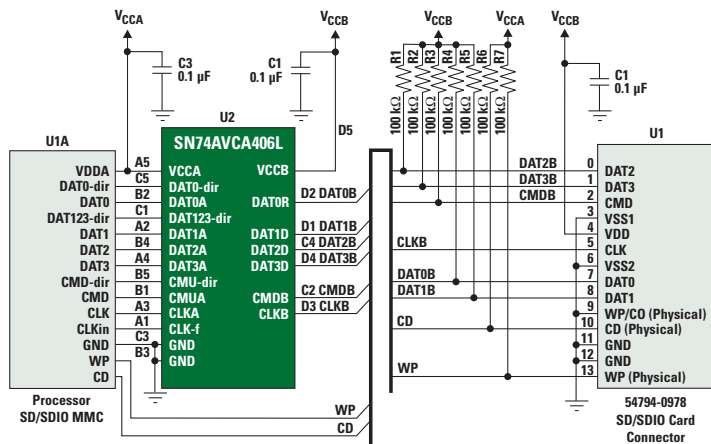 VCCA
VCCB
VCCB
VCCA
VCCB
C3
0.1 µF
C1
0.1 µF
R1
R2
R3
R4
R5
R6
R7
100 kΩ
100 kΩ
100 kΩ
100 kΩ
100 kΩ
100 kΩ
100 kΩ
C1
0.1 µF
U1A
U2
D5
U1
SN74AVCA406L
VDDA
A5
VCCA
VCCB
DAT0-dir
C5
DAT0-dir
DAT0
B2
DAT0A
DAT0R
D2 DAT0B
DAT123-dir
C1
DAT123-dir
DAT1
A2
DAT1A
DAT1D
D1 DAT1B
DAT2
B4
DAT2A
DAT2D
C4 DAT2B
DAT3
A4
DAT3A
DAT3D
D4 DAT3B
CMD-dir
B5
CMU-dir
CMD
B1
CMUA
CMDB
C2 CMDB
CLK
A3
CLKA
CLKB
D3 CLKB
CLKin
A1
CLK-f
GND
C3
GND
B3
GND
WP
CD
Processor
SD/SDIO MMC
WP
CD
DAT2B
0
DAT2
DAT3B
1
DAT3
CMDB
2
CMD
3
VSS1
4
VDD
CLKB
5
CLK
6
VSS2
DAT0B
7
DAT0
DAT1B
8
DAT1
9
WP/CO (Physical)
CD
10
CD (Physical)
11
GND
12
GND
WP
13
WP (Physical)
54794-0978
SD/SDIO Card
Connector